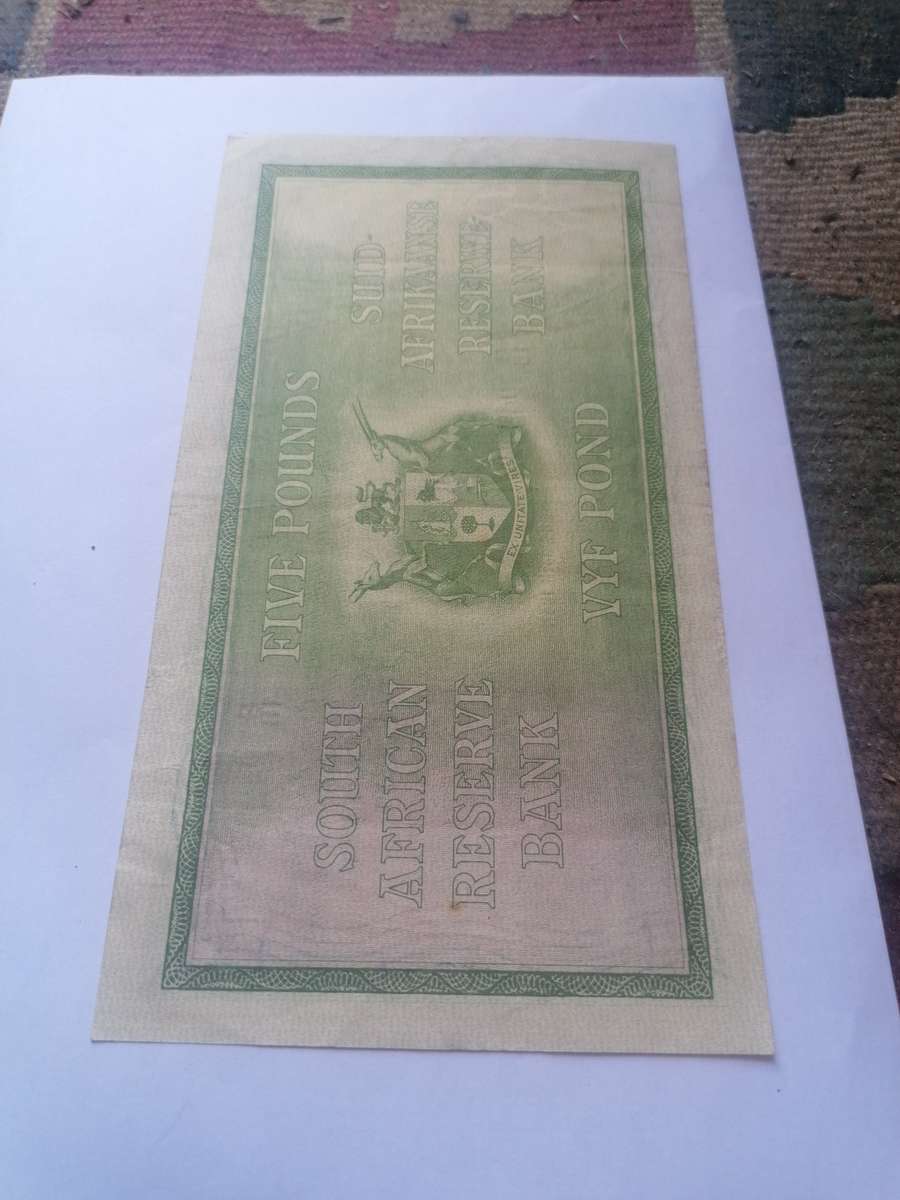 FIVE POUNDS
SOUTH
AFRICAN
RESERVE
BANK
EX UNITATE VIRES
SUID
AFRIKAANSE
RESERWE
BANK
VYF POND